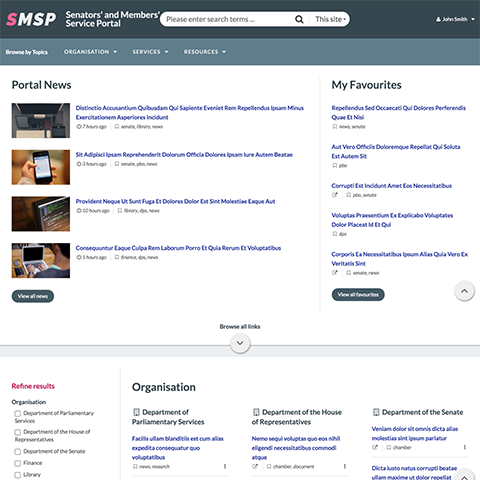 SMSP Senators' and Members' Service Portal
Please enter search terms ...
This site
John Smith
Browse by Topics
ORGANISATION
SERVICES
RESOURCES
Portal News
Distinctio Accusantium Quibusdam Qui Sapiente Eveniet Rem Repellendus Ipsam Minus
Exercitationem Asperiores Incidunt
7 hours ago
senate, library, news
Sit Adipisci Ipsam Reprehenderit Dolorum Officia Dolores Ipsam Iure Autem Beatae
3 hours ago
senate, pbo, news
Provident Neque Ut Sunt Fuga Et Dolores Dolor Est Sint Molestiae Eaque Aut
10 hours ago
library, dps, news
Consequuntur Eaque Culpa Rem Laborum Porro Et Quia Rerum Et Voluptatibus
5 hours ago
finance, dps, news
View all news
My Favourites
Repellendus Sed Occaecati Qui Dolores Perferendis
Quae Et Nisi
news, senate
Aut Vero Officiis Doloremque Repellat Qui Soluta
Est Autem Sit
pbo
Corrupti Est Incidunt Amet Eos Necessitatibus
pbo, senate
Voluptas Praesentium Ex Explicabo Voluptates
Dolor Placeat Id Qui
dps
Corporis Ea Necessitatibus Ipsum Alias Quia Vero Ex
Veritatis Sint
senate, news
View all favourites
Browse all links
Refine results
Organisation
Department of Parliamentary
Services
Department of the House of
Representatives
Department of the Senate
Finance
Library
Organisation
Department of
Parliamentary Services
Facilis ullam blanditiis est cum alias
expedita consequatur quo
voluptatibus
news, research
Department of the House
of Representatives
Nemo sequi voluptas quo eos nihil
eligendi necessitatibus commodi
atque
chamber, document
Department of the Senate
Veniam dolor sit omnis dicta alias
molestias sint ipsum pariatur
chamber
Dicta iusto natus corrupti beatae
ullam maxime ut dolor repellat